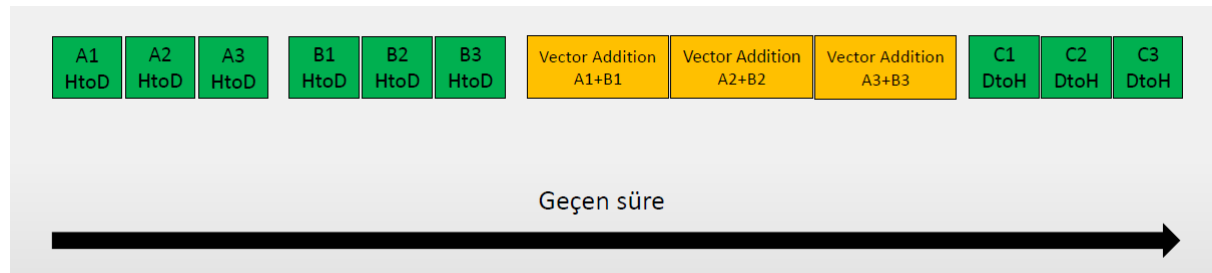 A1
HtoD
A2
HtoD
A3
HtoD
B1
HtoD
B2
HtoD
B3
HtoD
Vector Addition
A1+B1
Vector Addition
A2+B2
Vector Addition
A3+B3
C1
DtoH
C2
DtoH
C3
DtoH
Geçen süre